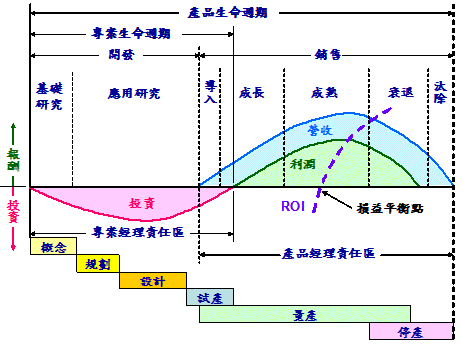 產品生命週期
專案生命週期
開發
銷售
基礎
研究
應用研究
導入
成長
成熟
衰退
汰除
營收
利潤
報酬
投資
投資
ROI
損益平衡點
專案經理責任區
產品經理責任區
概念
規劃
設計
試產
量產
停產